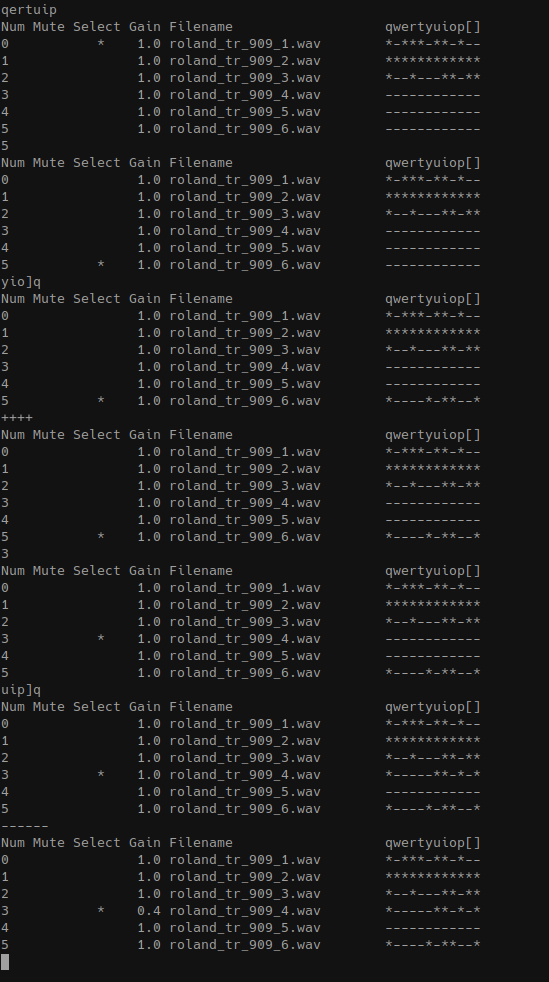 qertuip
Num Mute Select Gain Filename                   qwertyuiop[]
0           *    1.0 roland_tr_909_1.wav        *-***-**-*--
1                1.0 roland_tr_909_2.wav        ************
2                1.0 roland_tr_909_3.wav        *--*---**-**
3                1.0 roland_tr_909_4.wav        ------------
4                1.0 roland_tr_909_5.wav        ------------
5                1.0 roland_tr_909_6.wav        ------------
5
Num Mute Select Gain Filename                   qwertyuiop[]
0                1.0 roland_tr_909_1.wav        *-***-**-*--
1                1.0 roland_tr_909_2.wav        ************
2                1.0 roland_tr_909_3.wav        *--*---**-**
3                1.0 roland_tr_909_4.wav        ------------
4                1.0 roland_tr_909_5.wav        ------------
5           *    1.0 roland_tr_909_6.wav        ------------
yio]q
Num Mute Select Gain Filename                   qwertyuiop[]
0                1.0 roland_tr_909_1.wav        *-***-**-*--
1                1.0 roland_tr_909_2.wav        ************
2                1.0 roland_tr_909_3.wav        *--*---**-**
3                1.0 roland_tr_909_4.wav        ------------
4                1.0 roland_tr_909_5.wav        ------------
5           *    1.0 roland_tr_909_6.wav        *----*-**--*
++++
Num Mute Select Gain Filename                   qwertyuiop[]
0                1.0 roland_tr_909_1.wav        *-***-**-*--
1                1.0 roland_tr_909_2.wav        ************
2                1.0 roland_tr_909_3.wav        *--*---**-**
3                1.0 roland_tr_909_4.wav        ------------
4                1.0 roland_tr_909_5.wav        ------------
5           *    1.0 roland_tr_909_6.wav        *----*-**--*
3
Num Mute Select Gain Filename                   qwertyuiop[]
0                1.0 roland_tr_909_1.wav        *-***-**-*--
1                1.0 roland_tr_909_2.wav        ************
2                1.0 roland_tr_909_3.wav        *--*---**-**
3           *    1.0 roland_tr_909_4.wav        ------------
4                1.0 roland_tr_909_5.wav        ------------
5                1.0 roland_tr_909_6.wav        *----*-**--*
uip]q
Num Mute Select Gain Filename                   qwertyuiop[]
0                1.0 roland_tr_909_1.wav        *-***-**-*--
1                1.0 roland_tr_909_2.wav        ************
2                1.0 roland_tr_909_3.wav        *--*---**-**
3           *    1.0 roland_tr_909_4.wav        *-----**-*-*
4                1.0 roland_tr_909_5.wav        ------------
5                1.0 roland_tr_909_6.wav        *----*-**--*
------
Num Mute Select Gain Filename                   qwertyuiop[]
0                1.0 roland_tr_909_1.wav        *-***-**-*--
1                1.0 roland_tr_909_2.wav        ************
2                1.0 roland_tr_909_3.wav        *--*---**-**
3           *    0.4 roland_tr_909_4.wav        *-----**-*-*
4                1.0 roland_tr_909_5.wav        ------------
5                1.0 roland_tr_909_6.wav        *----*-**--*